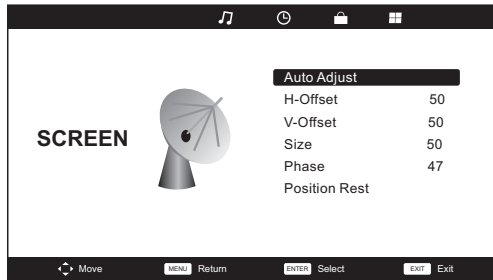 Auto Adjust
H-Offset 50
V-Offset 50
SCREEN
Size 50
Phase 47
Position Rest
Move MENU Return ENTER Select EXIT Exit